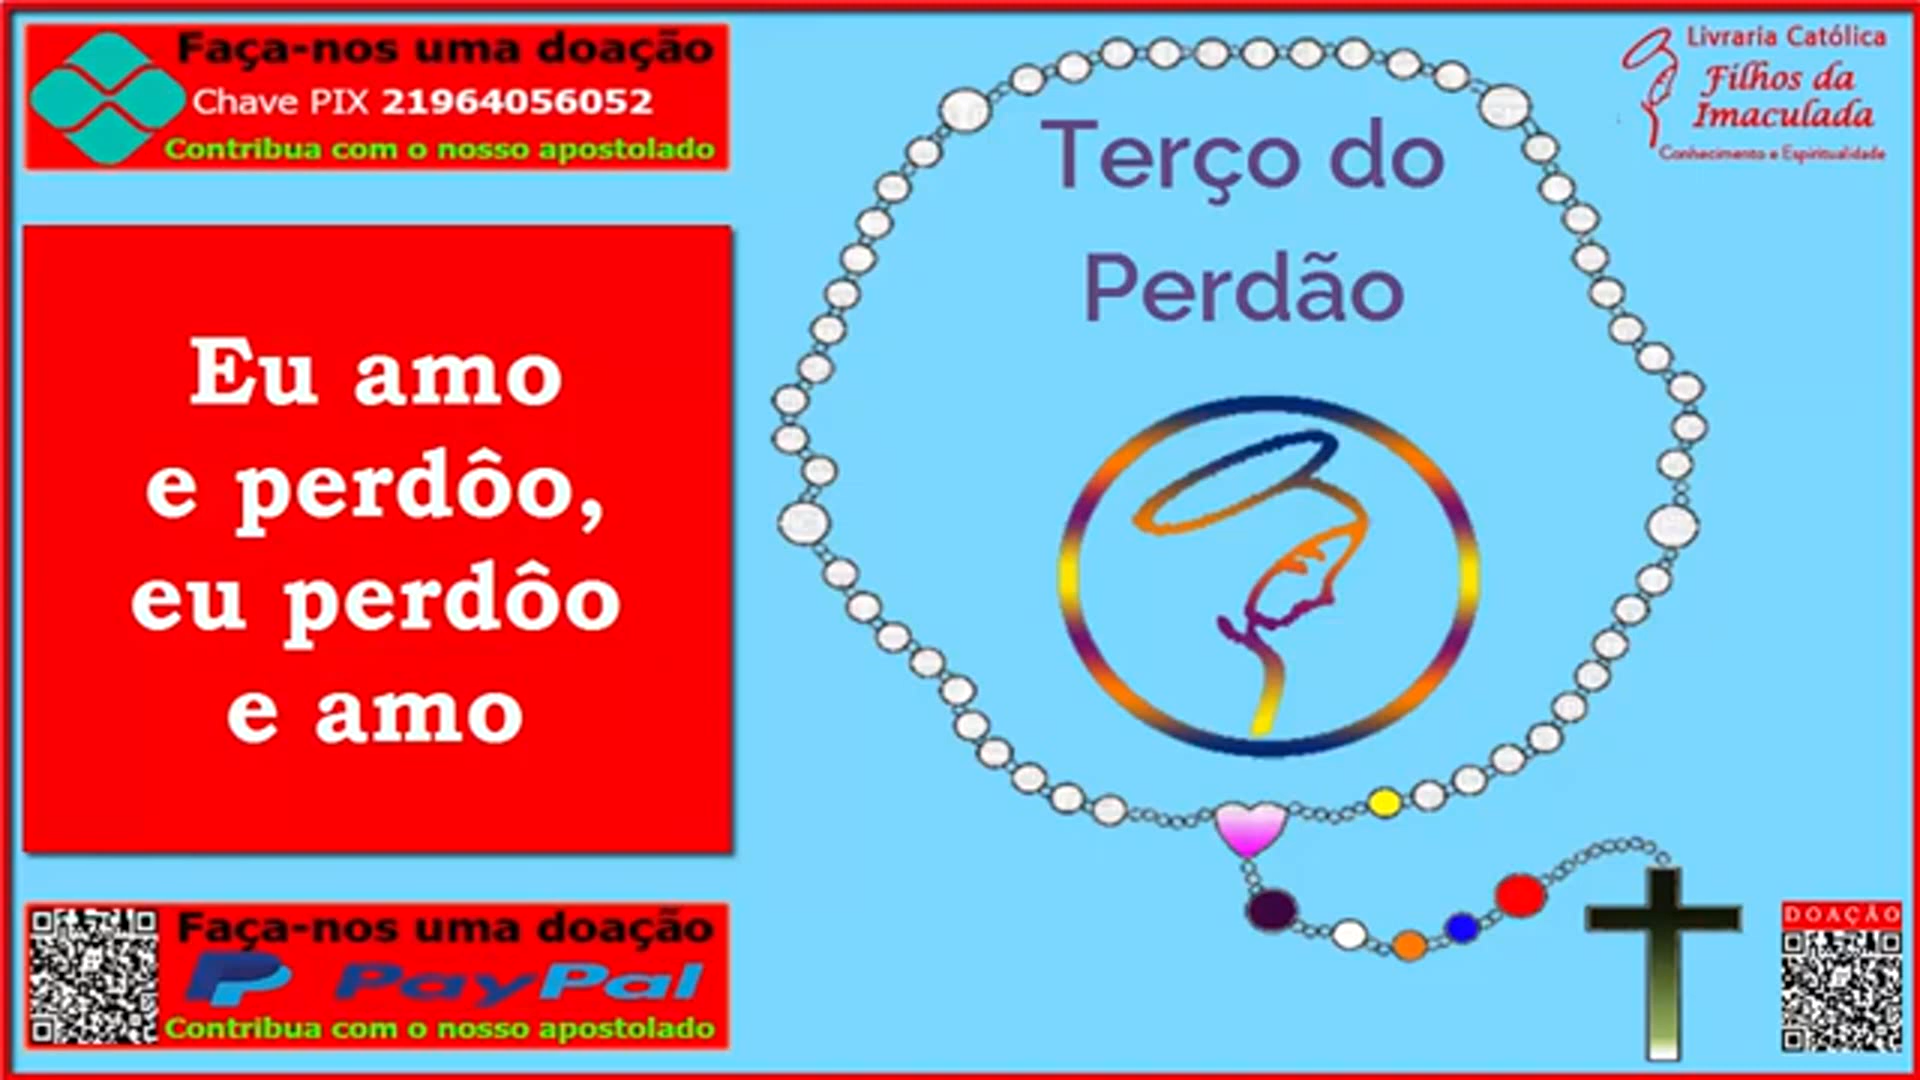 Faça-nos uma doação
Chave PIX 21964056052
Contribua com o nosso apostolado
Eu amo
e perdôo,
eu perdôo
e amo
Faça-nos uma doação
PayPal
Contribua com o nosso apostolado
Terço do
Perdão
Livraria Católica
Filhos da
Imaculada
Conhecimento e Espiritualidade
DOAÇÃO